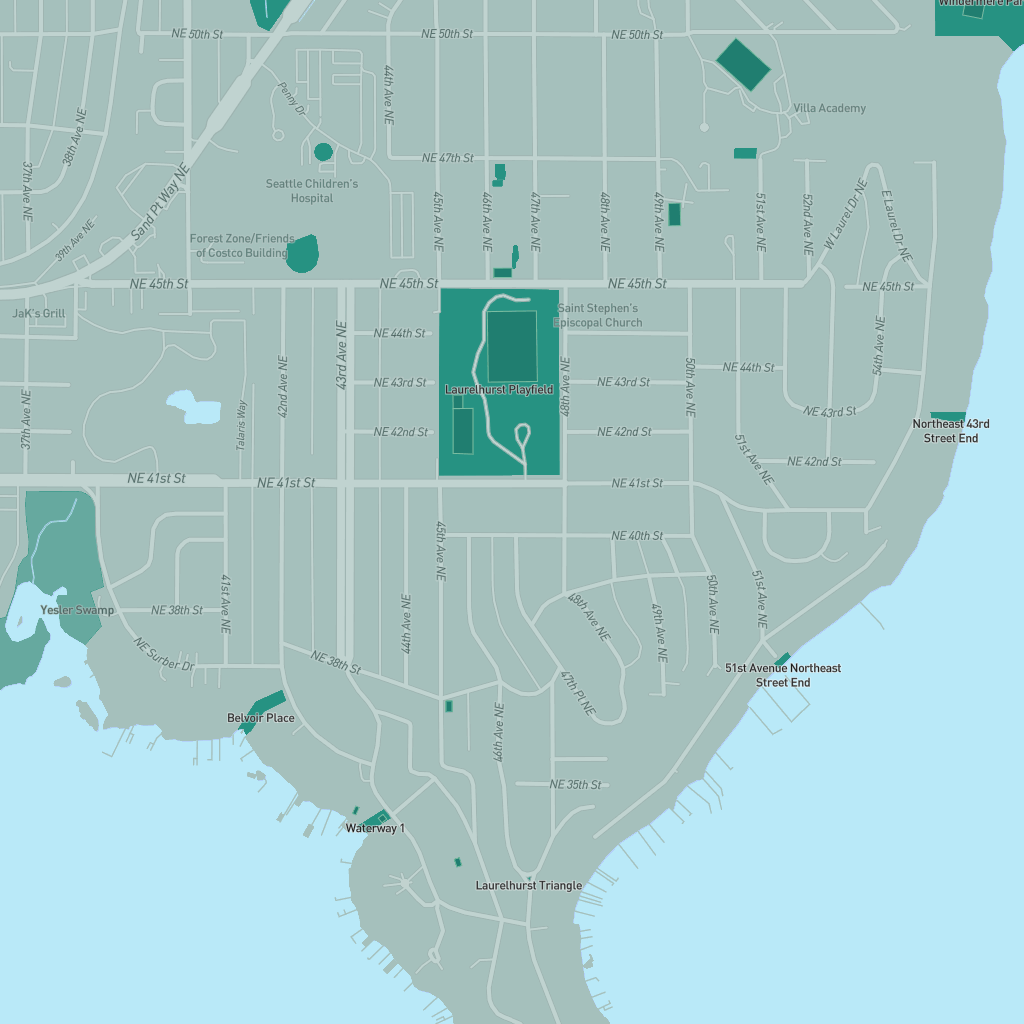 Windermere Par
NE 50th St
NE 50th St
NE 50th St
44th Ave NE
Penny Dr
38th Ave NE
Villa Academy
NE 47th St
37th Ave NE
Sand Pt Way NE
Seattle Children's
Hospital
39th Ave NE
45th Ave NE
46th Ave NE
47th Ave NE
48th Ave NE
49th Ave NE
51st Ave NE
52nd Ave NE
W Laurel Dr NE
E Laurel Dr NE
Forest Zone/Friends
of Costco Building
NE 45th St
NE 45th St
NE 45th St
NE 45th St
JaK's Grill
Saint Stephen's
Episcopal Church
NE 44th St
43rd Ave NE
42nd Ave NE
54th Ave NE
NE 44th St
NE 43rd St
Laurelhurst Playfield
48th Ave NE
NE 43rd St
50th Ave NE
NE 43rd St
37th Ave NE
Talaris Way
NE 42nd St
NE 42nd St
Northeast 43rd
Street End
51st Ave NE
NE 42nd St
NE 41st St
NE 41st St
NE 41st St
45th Ave NE
NE 40th St
Yesler Swamp
NE 38th St
41st Ave NE
44th Ave NE
48th Ave NE
49th Ave NE
50th Ave NE
51st Ave NE
NE Surber Dr
NE 38th St
47th Pl NE
51st Avenue Northeast
Street End
Belvoir Place
46th Ave NE
NE 35th St
Waterway 1
Laurelhurst Triangle